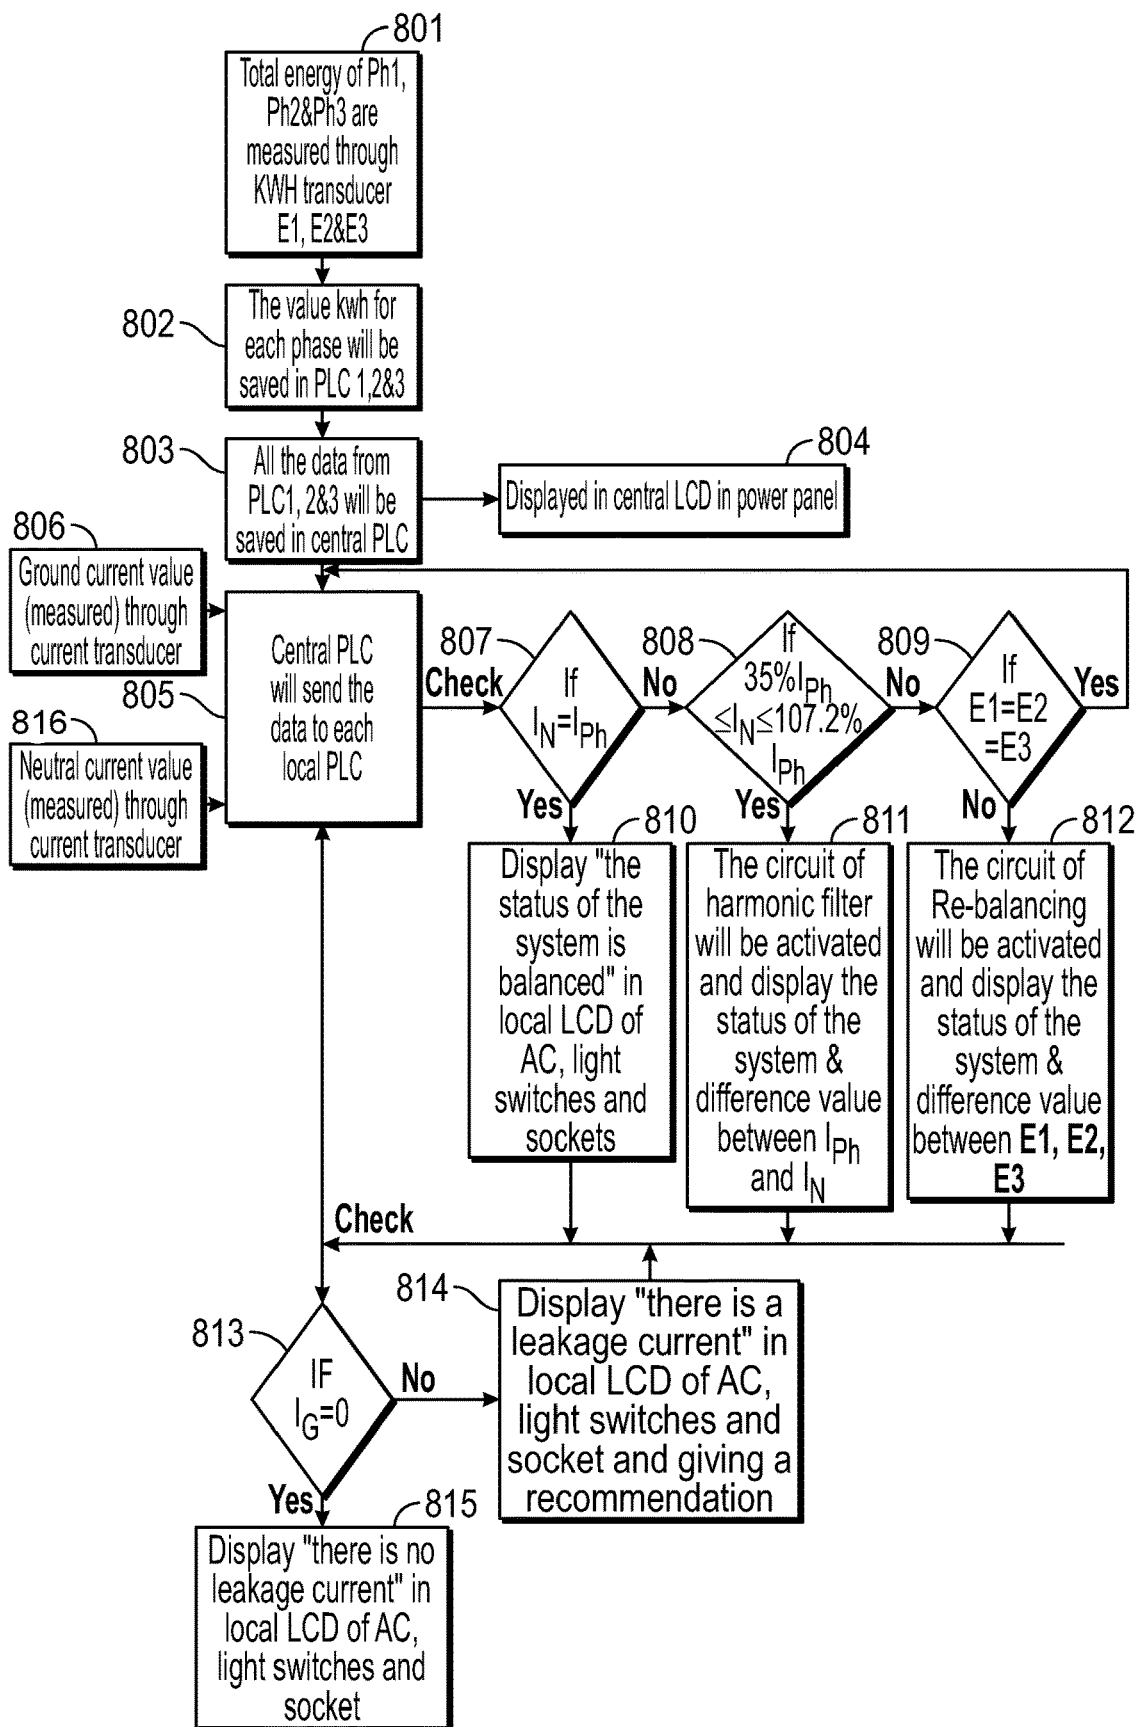 801
Total energy of Ph1,
Ph2&Ph3 are
measured through
KWH transducer
E1, E2&E3
802
The value kwh for
each phase will be
saved in PLC 1,2&3
803
All the data from
PLC1, 2&3 will be
saved in central PLC
804
Displayed in central LCD in power panel
806
Ground current value
(measured) through
current transducer
805
Central PLC
will send the
data to each
local PLC
816
Neutral current value
(measured) through
current transducer
Check
807
If
I_N=I_Ph
No
Yes
808
If
35%I_Ph
≤I_N≤107.2%
I_Ph
No
Yes
809
If
E1=E2
=E3
Yes
No
810
Display "the
status of the
system is
balanced" in
local LCD of
AC, light
switches and
sockets
811
The circuit of
harmonic filter
will be activated
and display the
status of the
system &
difference value
between I_Ph
and I_N
812
The circuit of
Re-balancing
will be activated
and display the
status of the
system &
difference value
between E1, E2,
E3
Check
813
IF
I_G=0
No
Yes
814
Display "there is a
leakage current" in
local LCD of AC,
light switches and
socket and giving a
recommendation
815
Display "there is no
leakage current" in
local LCD of AC,
light switches and
socket